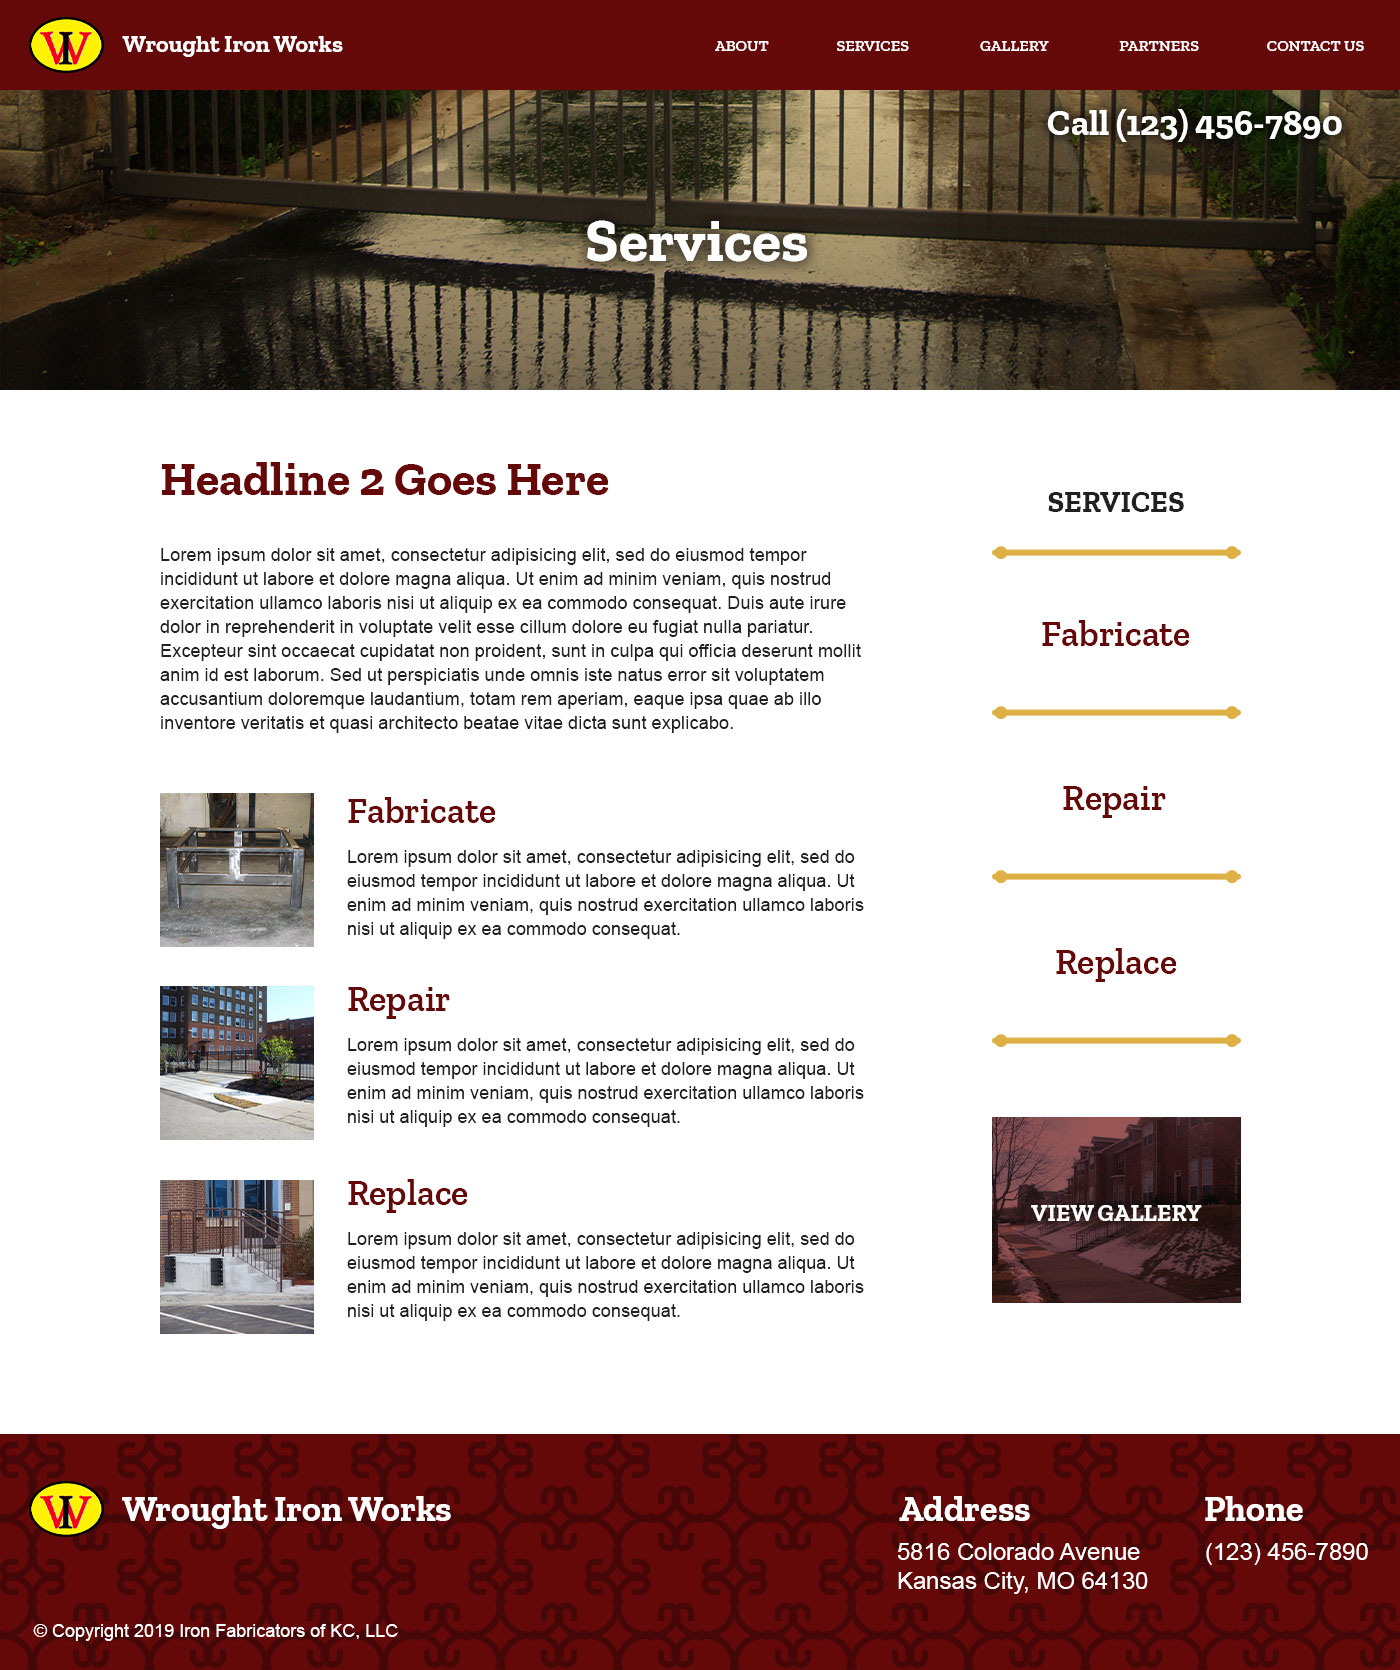 WI
Wrought Iron Works
ABOUT
SERVICES
GALLERY
PARTNERS
CONTACT US
Call (123) 456-7890
Services
Headline 2 Goes Here
Lorem ipsum dolor sit amet, consectetur adipisicing elit, sed do eiusmod tempor
incididunt ut labore et dolore magna aliqua. Ut enim ad minim veniam, quis nostrud
exercitation ullamco laboris nisi ut aliquip ex ea commodo consequat. Duis aute irure
dolor in reprehenderit in voluptate velit esse cillum dolore eu fugiat nulla pariatur.
Excepteur sint occaecat cupidatat non proident, sunt in culpa qui officia deserunt mollit
anim id est laborum. Sed ut perspiciatis unde omnis iste natus error sit voluptatem
accusantium doloremque laudantium, totam rem aperiam, eaque ipsa quae ab illo
inventore veritatis et quasi architecto beatae vitae dicta sunt explicabo.
Fabricate
Lorem ipsum dolor sit amet, consectetur adipisicing elit, sed do
eiusmod tempor incididunt ut labore et dolore magna aliqua. Ut
enim ad minim veniam, quis nostrud exercitation ullamco laboris
nisi ut aliquip ex ea commodo consequat.
Repair
Lorem ipsum dolor sit amet, consectetur adipisicing elit, sed do
eiusmod tempor incididunt ut labore et dolore magna aliqua. Ut
enim ad minim veniam, quis nostrud exercitation ullamco laboris
nisi ut aliquip ex ea commodo consequat.
Replace
Lorem ipsum dolor sit amet, consectetur adipisicing elit, sed do
eiusmod tempor incididunt ut labore et dolore magna aliqua. Ut
enim ad minim veniam, quis nostrud exercitation ullamco laboris
nisi ut aliquip ex ea commodo consequat.
SERVICES
Fabricate
Repair
Replace
VIEW GALLERY
WI
Wrought Iron Works
Address
5816 Colorado Avenue
Kansas City, MO 64130
Phone
(123) 456-7890
© Copyright 2019 Iron Fabricators of KC, LLC